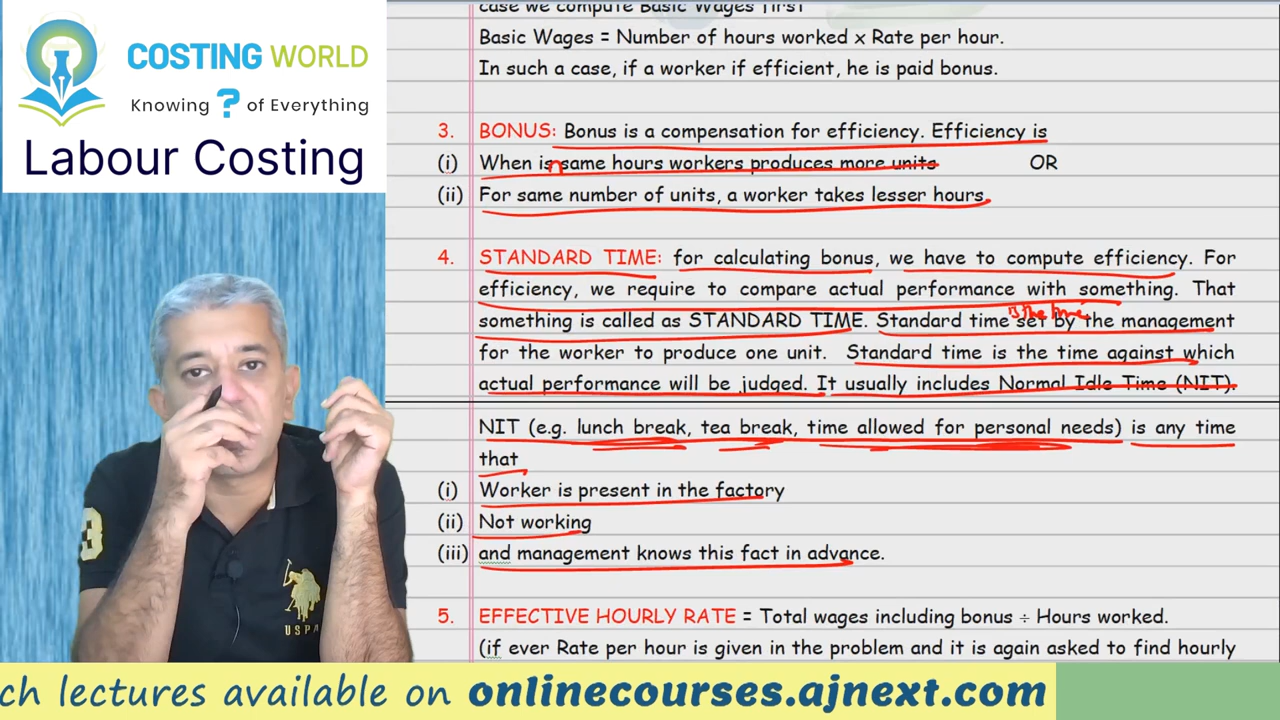 COSTING WORLD
Knowing ? of Everything
Labour Costing
case we compute Basic Wages first
Basic Wages = Number of hours worked x Rate per hour.
In such a case, if a worker if efficient, he is paid bonus.
3. BONUS: Bonus is a compensation for efficiency. Efficiency is
(i) When is same hours workers produces more units OR
n
(ii) For same number of units, a worker takes lesser hours.
4. STANDARD TIME: for calculating bonus, we have to compute efficiency. For
efficiency, we require to compare actual performance with something. That
is the time
something is called as STANDARD TIME. Standard time set by the management
for the worker to produce one unit. Standard time is the time against which
actual performance will be judged. It usually includes Normal Idle Time (NIT).
NIT (e.g. lunch break, tea break, time allowed for personal needs) is any time
that
(i) Worker is present in the factory
(ii) Not working
(iii) and management knows this fact in advance.
5. EFFECTIVE HOURLY RATE = Total wages including bonus ÷ Hours worked.
(if ever Rate per hour is given in the problem and it is again asked to find hourly
3
USPA
ch lectures available on onlinecourses.ajnext.com